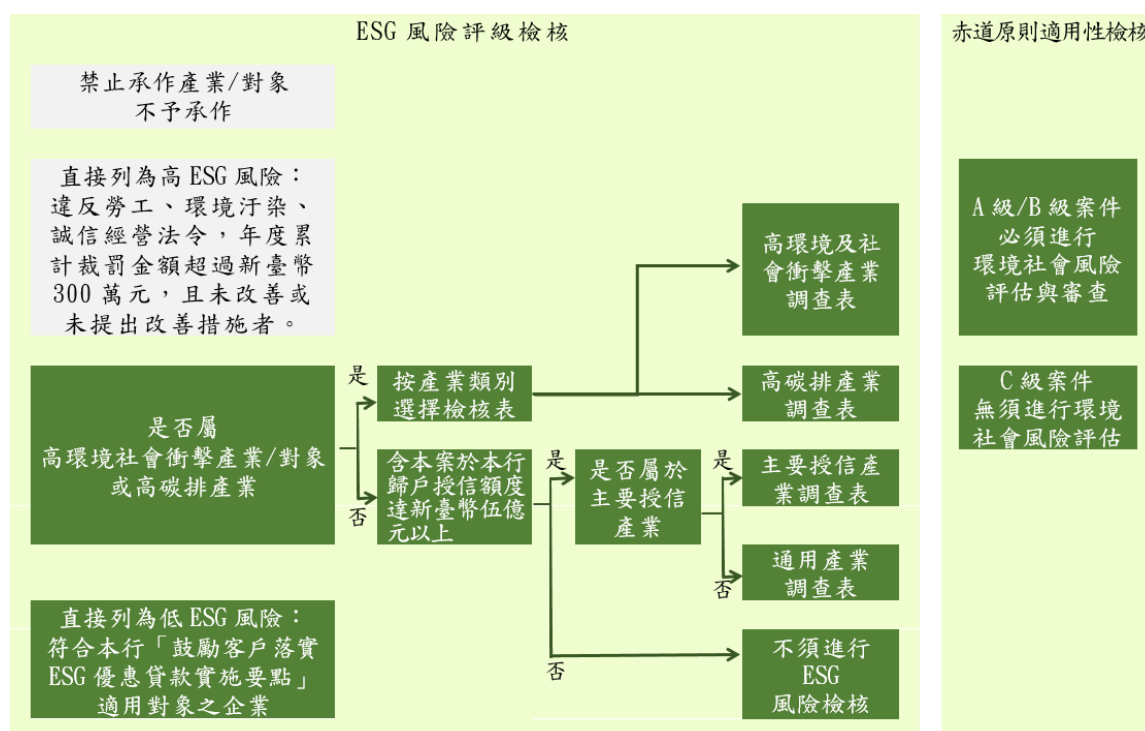 ESG 風險評級檢核
禁止承作產業/對象
不予承作
直接列為高 ESG 風險：
違反勞工、環境汙染、
誠信經營法令，年度累
計裁罰金額超過新臺幣
300 萬元，且未改善或
未提出改善措施者。
是否屬
高環境社會衝擊產業/對象
或高碳排產業
是
否
按產業類別
選擇檢核表
含本案於本行
歸戶授信額度
達新臺幣伍億
元以上
是
否
是否屬於
主要授信
產業
是
否
高環境及社
會衝擊產業
調查表
高碳排產業
調查表
主要授信產
業調查表
通用產業
調查表
不須進行
ESG
風險檢核
直接列為低 ESG 風險：
符合本行「鼓勵客戶落實
ESG 優惠貸款實施要點」
適用對象之企業
赤道原則適用性檢核
A 級/B 級案件
必須進行
環境社會風險
評估與審查
C 級案件
無須進行環境
社會風險評估